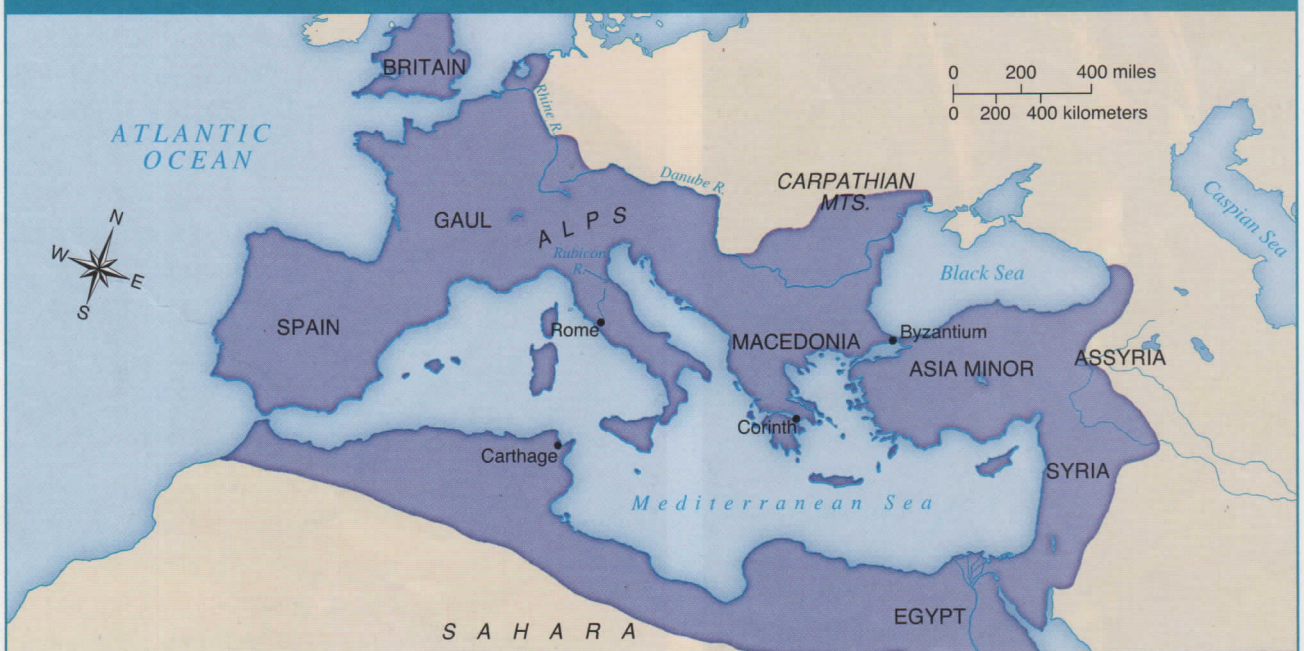 BRITAIN
0 200 400 miles
0 200 400 kilometers
Rhine R.
ATLANTIC
OCEAN
Danube R.
CARPATHIAN
MTS.
Caspian Sea
N
W
E
S
GAUL
ALPS
Rubicon
R.
Black Sea
SPAIN
Rome
MACEDONIA
Byzantium
ASIA MINOR
ASSYRIA
Corinth
Carthage
SYRIA
Mediterranean Sea
EGYPT
SAHARA